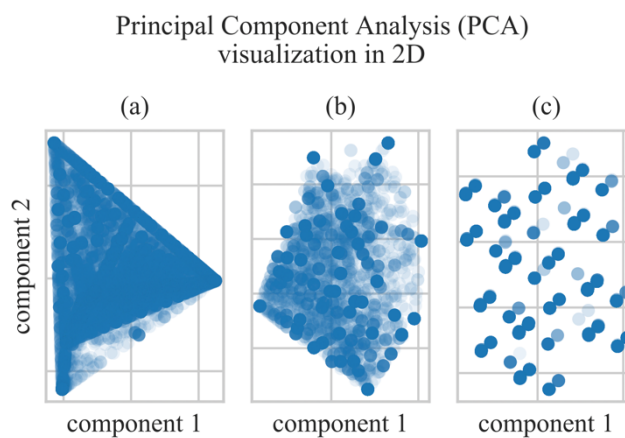 Principal Component Analysis (PCA)
visualization in 2D
(a)
(b)
(c)
component 2
component 1
component 1
component 1